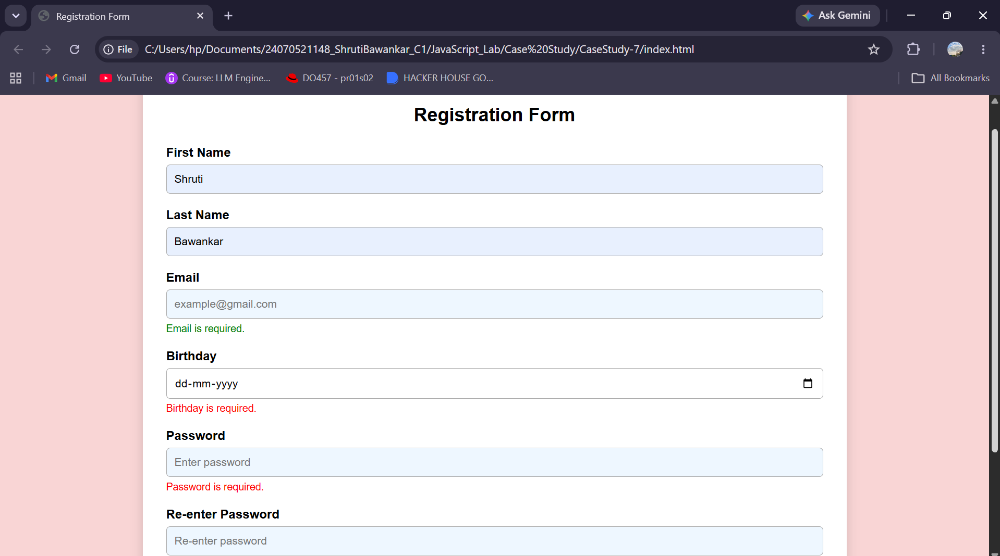 Registration Form
Ask Gemini
File C:/Users/hp/Documents/24070521148_ShrutiBawankar_C1/JavaScript_Lab/Case%20Study/CaseStudy-7/index.html
Gmail YouTube Course: LLM Engine... DO457 - pr01s02 HACKER HOUSE GO... All Bookmarks
Registration Form
First Name
Shruti
Last Name
Bawankar
Email
example@gmail.com
Email is required.
Birthday
dd-mm-yyyy
Birthday is required.
Password
Enter password
Password is required.
Re-enter Password
Re-enter password